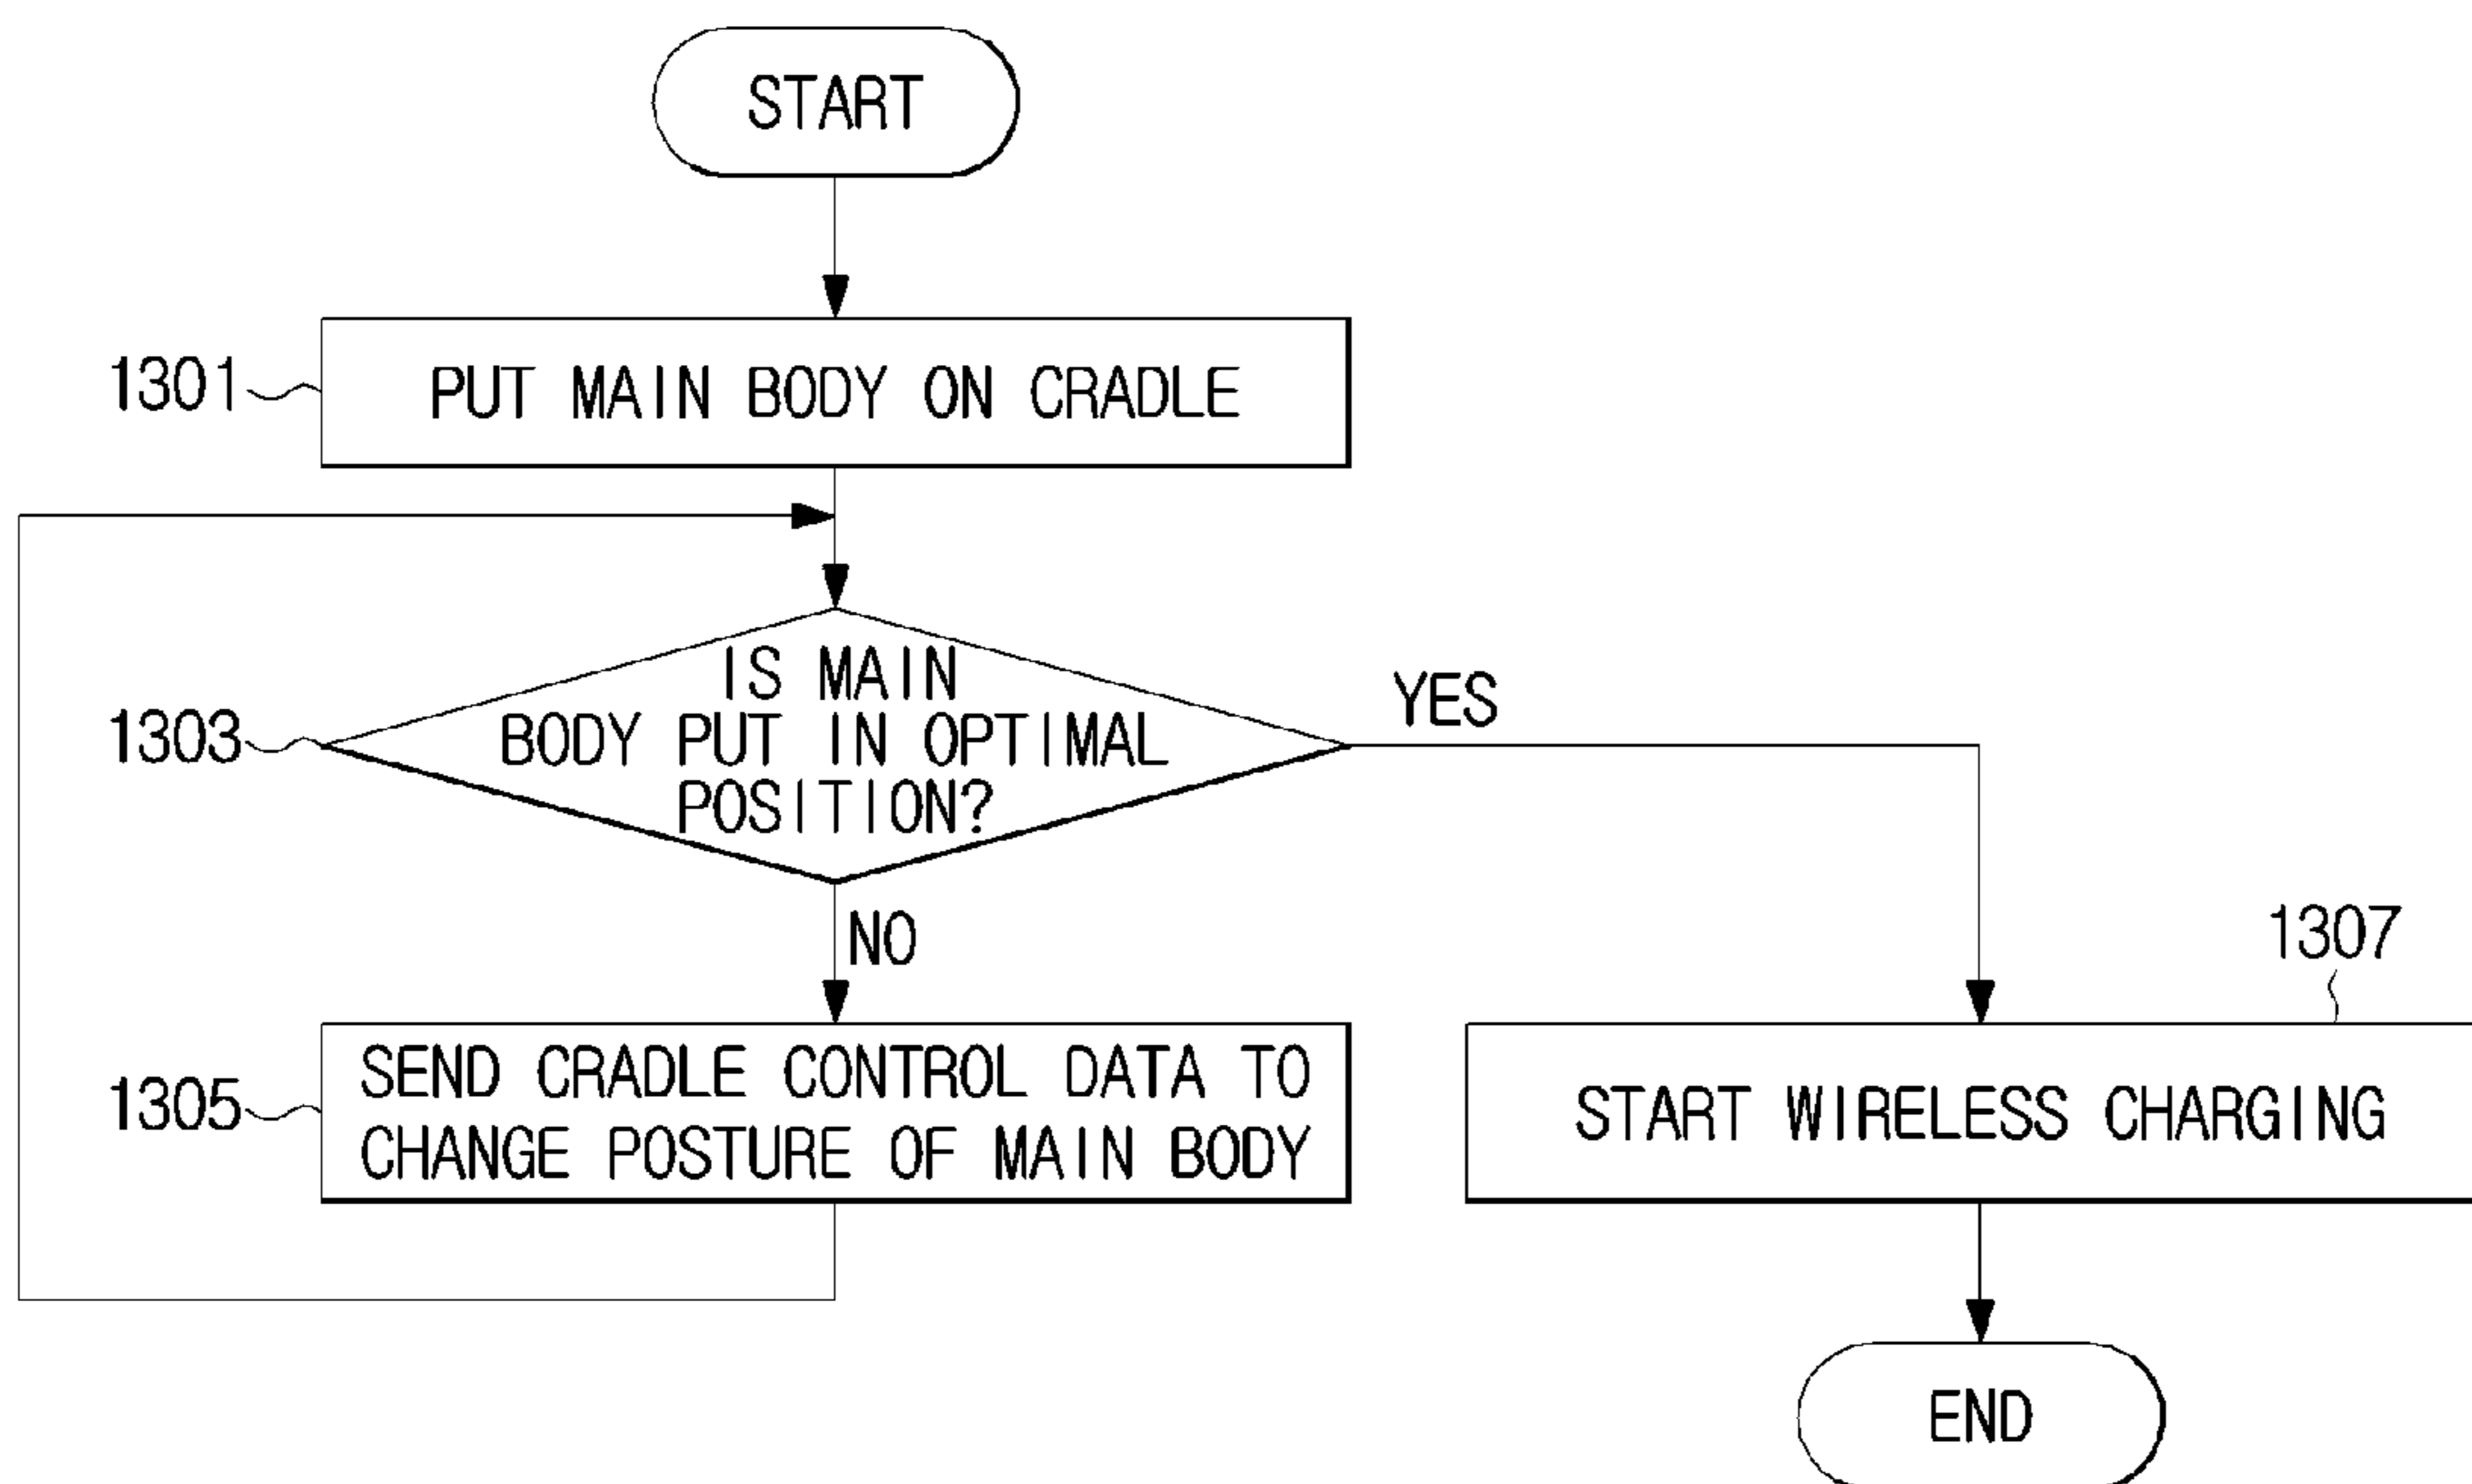 START
1301
PUT MAIN BODY ON CRADLE
1303
IS MAIN
BODY PUT IN OPTIMAL
POSITION?
YES
NO
1305
SEND CRADLE CONTROL DATA TO
CHANGE POSTURE OF MAIN BODY
1307
START WIRELESS CHARGING
END